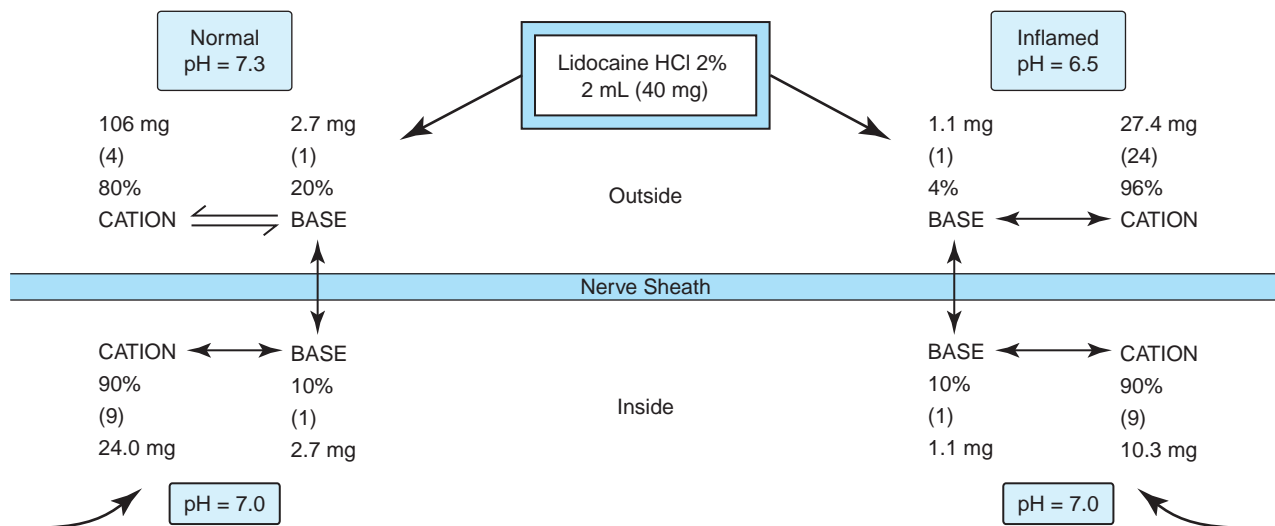 Normal
pH = 7.3
Lidocaine HCl 2%
2 mL (40 mg)
Inflamed
pH = 6.5
106 mg 2.7 mg
(4) (1)
80% 20%
CATION BASE
Outside
1.1 mg 27.4 mg
(1) (24)
4% 96%
BASE CATION
Nerve Sheath
CATION BASE
90% 10%
(9) (1)
24.0 mg 2.7 mg
pH = 7.0
Inside
BASE CATION
10% 90%
(1) (9)
1.1 mg 10.3 mg
pH = 7.0